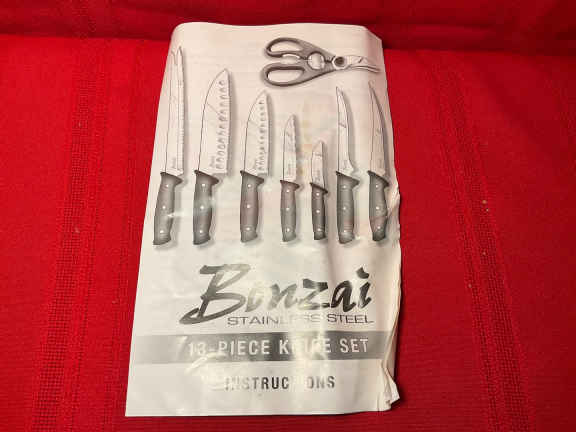 Bonzai
STAINLESS STEEL
13-PIECE KNIFE SET
INSTRUCTIONS